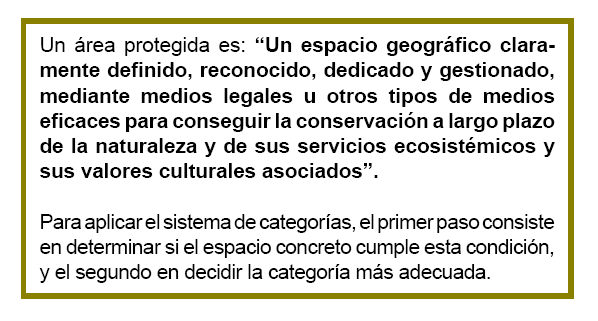 Un área protegida es: “Un espacio geográfico clara-
mente definido, reconocido, dedicado y gestionado,
mediante medios legales u otros tipos de medios
eficaces para conseguir la conservación a largo plazo
de la naturaleza y de sus servicios ecosistémicos y
sus valores culturales asociados”.
Para aplicar el sistema de categorías, el primer paso consiste
en determinar si el espacio concreto cumple esta condición,
y el segundo en decidir la categoría más adecuada.